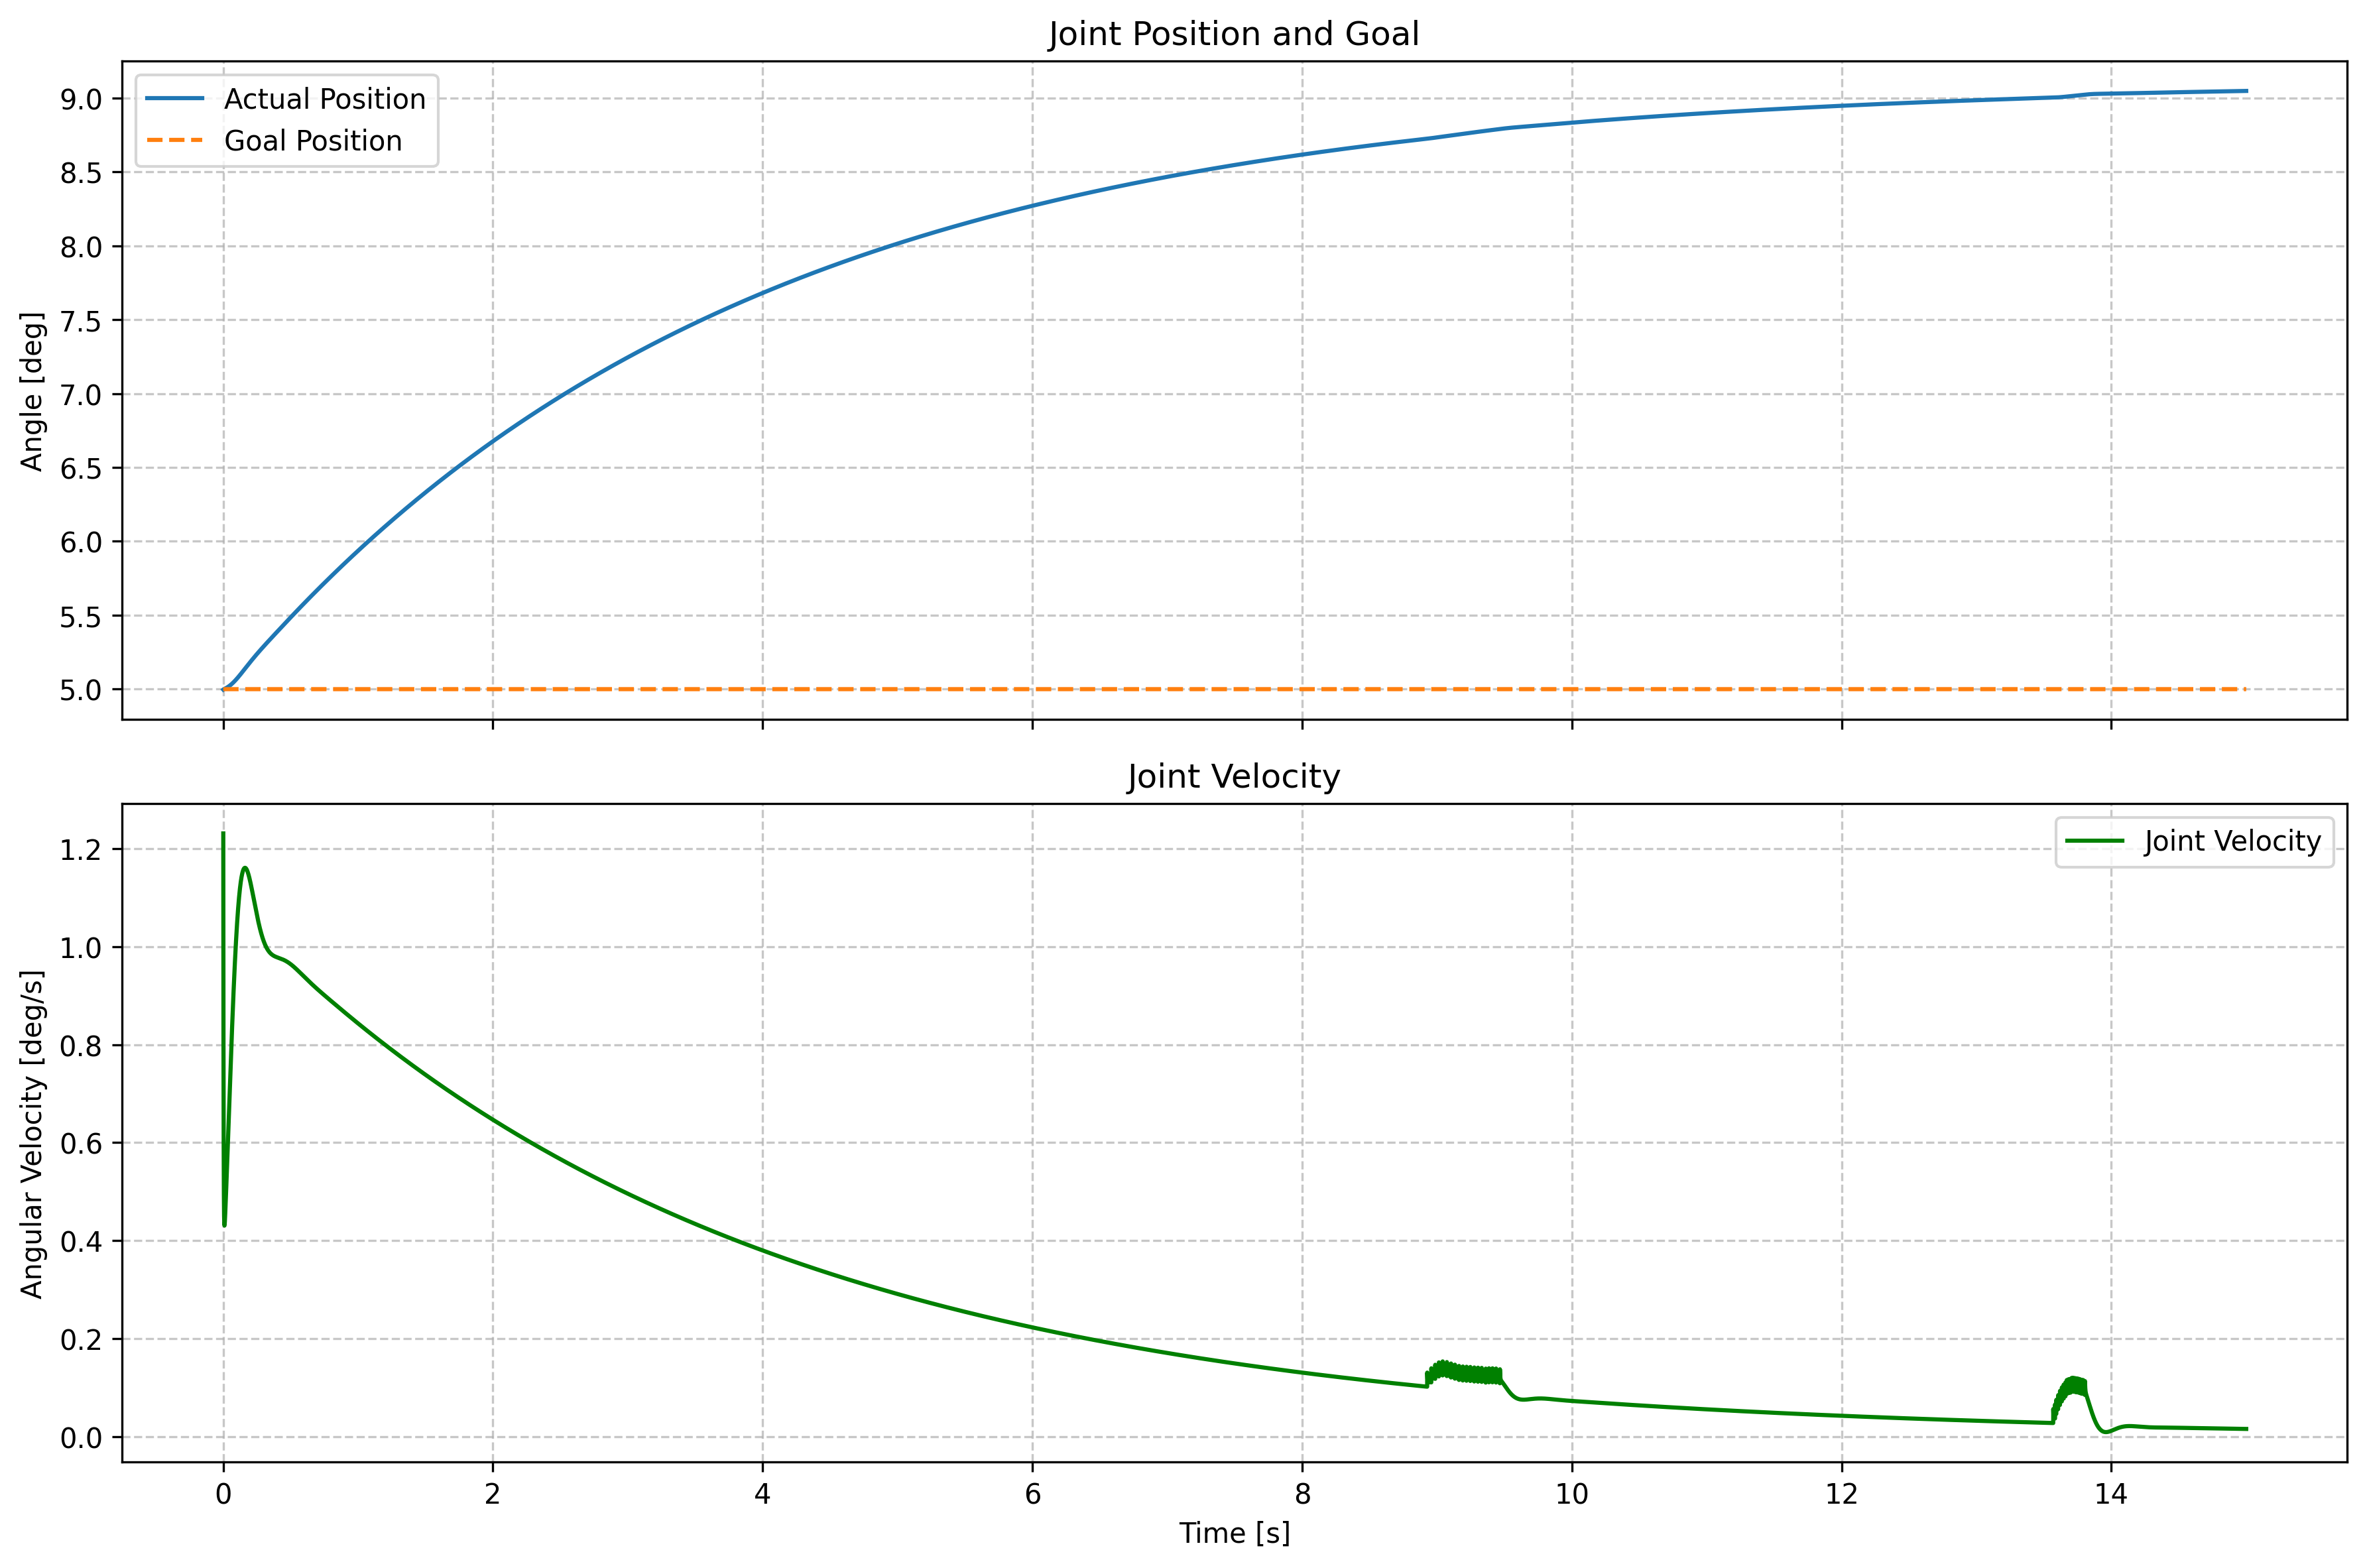 Joint Position and Goal
Actual Position
Goal Position
9.0
8.5
8.0
7.5
7.0
6.5
6.0
5.5
5.0
Angle [deg]
Joint Velocity
Joint Velocity
1.2
1.0
0.8
0.6
0.4
0.2
0.0
Angular Velocity [deg/s]
0 2 4 6 8 10 12 14
Time [s]